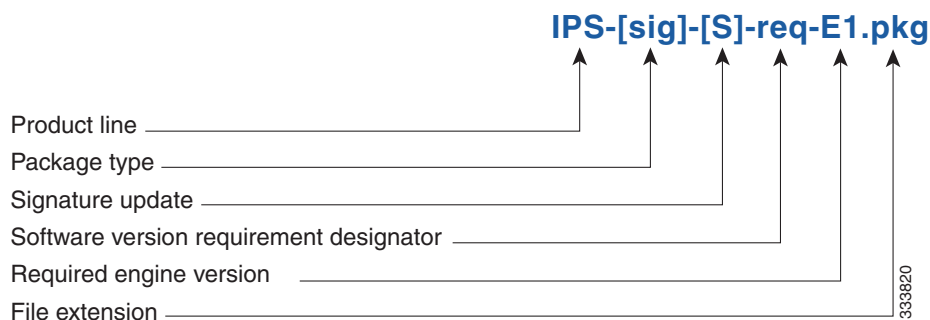 IPS-[sig]-[S]-req-E1.pkg
Product line
Package type
Signature update
Software version requirement designator
Required engine version
File extension
333820